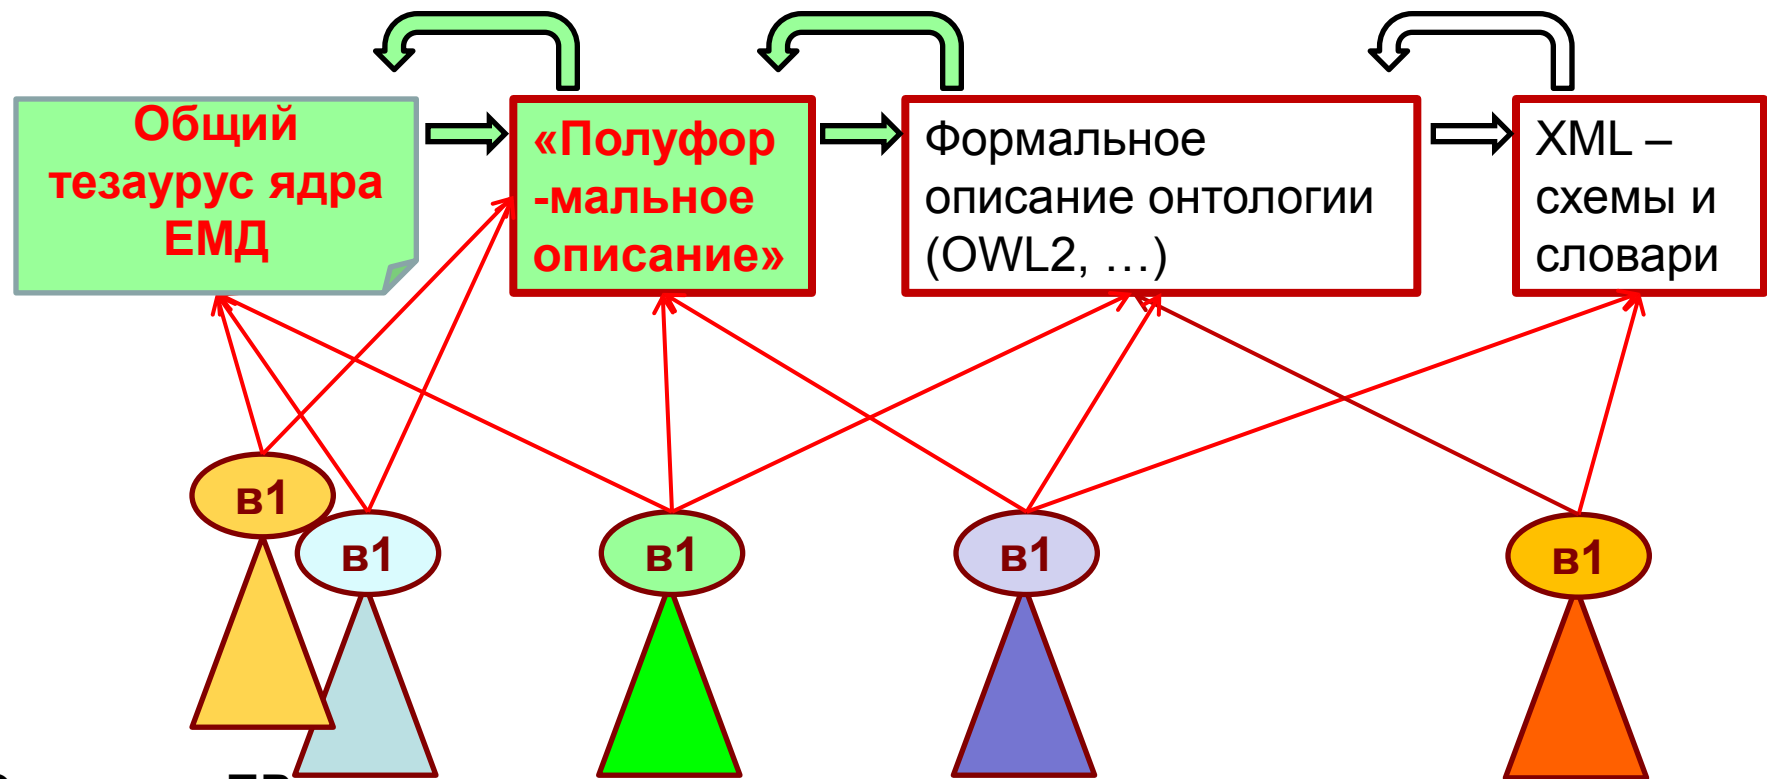 Общий
тезаурус ядра
ЕМД
«Полуфор
-мальное
описание»
Формальное
описание онтологии
(OWL2, …)
XML –
схемы и
словари
в1
в1
в1
в1
в1